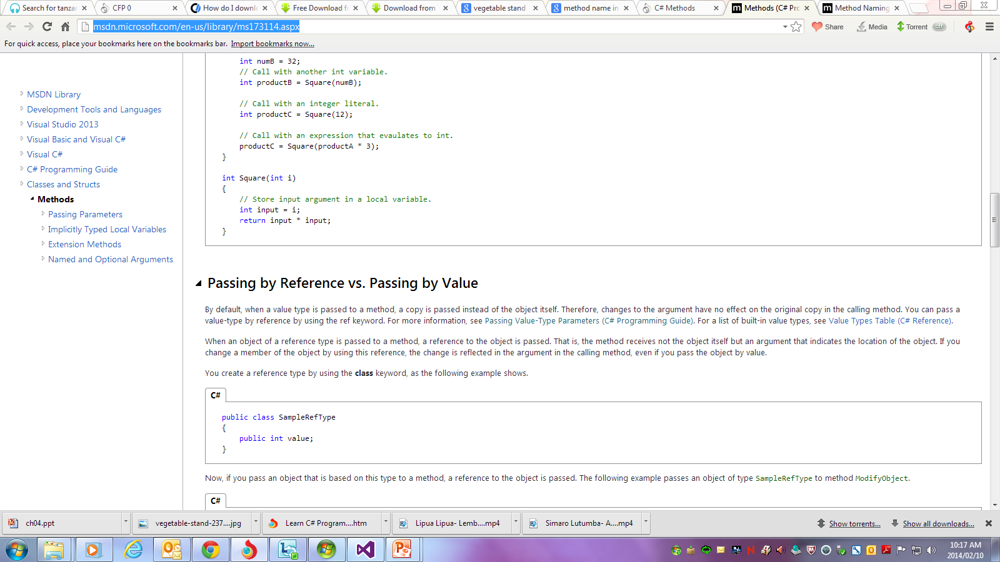 Search for tanzar
CFP 0
How do I downl
Free Download f
Download from
vegetable stand
method name in
C# Methods
Methods (C# Pro
Method Naming
msdn.microsoft.com/en-us/library/ms173114.aspx
Share
Media
Torrent
off
For quick access, place your bookmarks here on the bookmarks bar. Import bookmarks now...
MSDN Library
Development Tools and Languages
Visual Studio 2013
Visual Basic and Visual C#
Visual C#
C# Programming Guide
Classes and Structs
Methods
Passing Parameters
Implicitly Typed Local Variables
Extension Methods
Named and Optional Arguments
int numB = 32;
// Call with another int variable.
int productB = Square(numB);
// Call with an integer literal.
int productC = Square(12);
// Call with an expression that evaulates to int.
productC = Square(productA * 3);
}
int Square(int i)
{
// Store input argument in a local variable.
int input = i;
return input * input;
}
Passing by Reference vs. Passing by Value
By default, when a value type is passed to a method, a copy is passed instead of the object itself. Therefore, changes to the argument have no effect on the original copy in the calling method. You can pass a
value-type by reference by using the ref keyword. For more information, see Passing Value-Type Parameters (C# Programming Guide). For a list of built-in value types, see Value Types Table (C# Reference).
When an object of a reference type is passed to a method, a reference to the object is passed. That is, the method receives not the object itself but an argument that indicates the location of the object. If you
change a member of the object by using this reference, the change is reflected in the argument in the calling method, even if you pass the object by value.
You create a reference type by using the class keyword, as the following example shows.
C#
public class SampleRefType
{
public int value;
}
Now, if you pass an object that is based on this type to a method, a reference to the object is passed. The following example passes an object of type SampleRefType to method ModifyObject.
C#
ch04.ppt
vegetable-stand-237....jpg
Learn C# Program....htm
Lipua Lipua- Lemb....mp4
Simaro Lutumba- A....mp4
Show torrents...
Show all downloads...
10:17 AM
2014/02/10